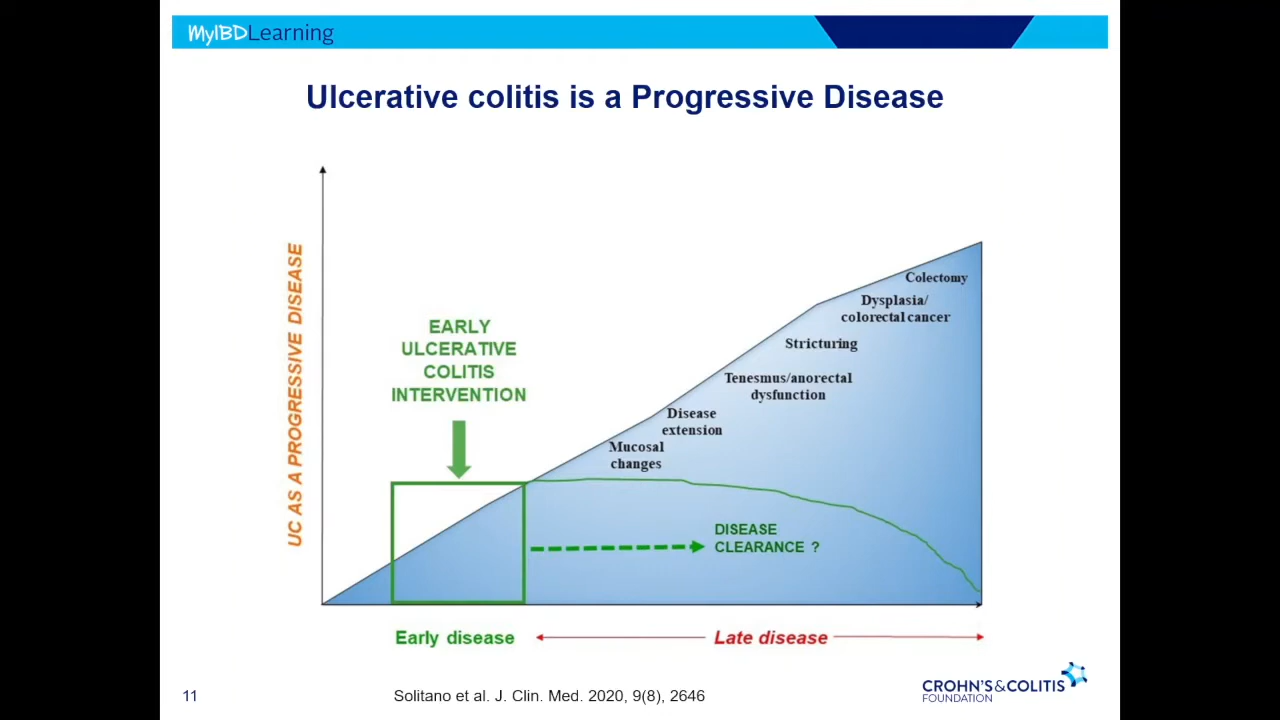 MyIBDLearning
Ulcerative colitis is a Progressive Disease
UC AS A PROGRESSIVE DISEASE
EARLY
ULCERATIVE
COLITIS
INTERVENTION
Colectomy
Dysplasia/
colorectal cancer
Stricturing
Tenesmus/anorectal
dysfunction
Disease
extension
Mucosal
changes
DISEASE
CLEARANCE ?
Early disease
Late disease
11
Solitano et al. J. Clin. Med. 2020, 9(8), 2646
CROHN'S&COLITIS
FOUNDATION